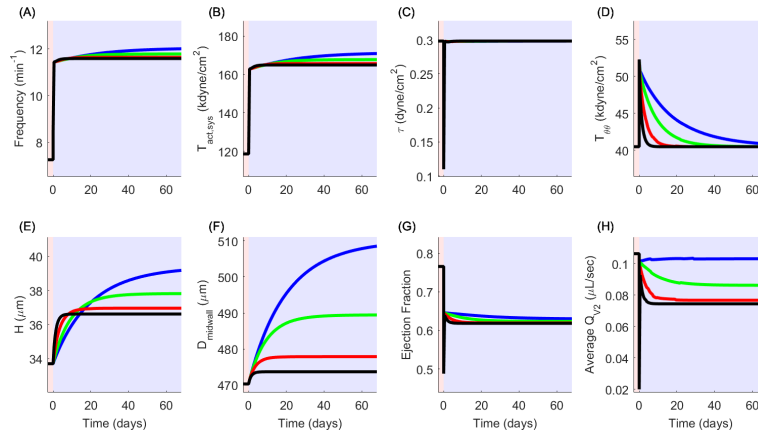 (A) (B) (C) (D)
Frequency (min⁻¹)
12
10
8
0 20 40 60
T_act,sys (kdyne/cm²)
180
160
140
120
0 20 40 60
τ (dyne/cm²)
0.3
0.25
0.2
0.15
0.1
0 20 40 60
T_θθ (kdyne/cm²)
55
50
45
40
0 20 40 60
(E) (F) (G) (H)
H (μm)
40
38
36
34
0 20 40 60
Time (days)
D_midwall (μm)
510
500
490
480
470
0 20 40 60
Time (days)
Ejection Fraction
0.8
0.7
0.6
0.5
0 20 40 60
Time (days)
Average Q_V2 (μL/sec)
0.1
0.08
0.06
0.04
0.02
0 20 40 60
Time (days)